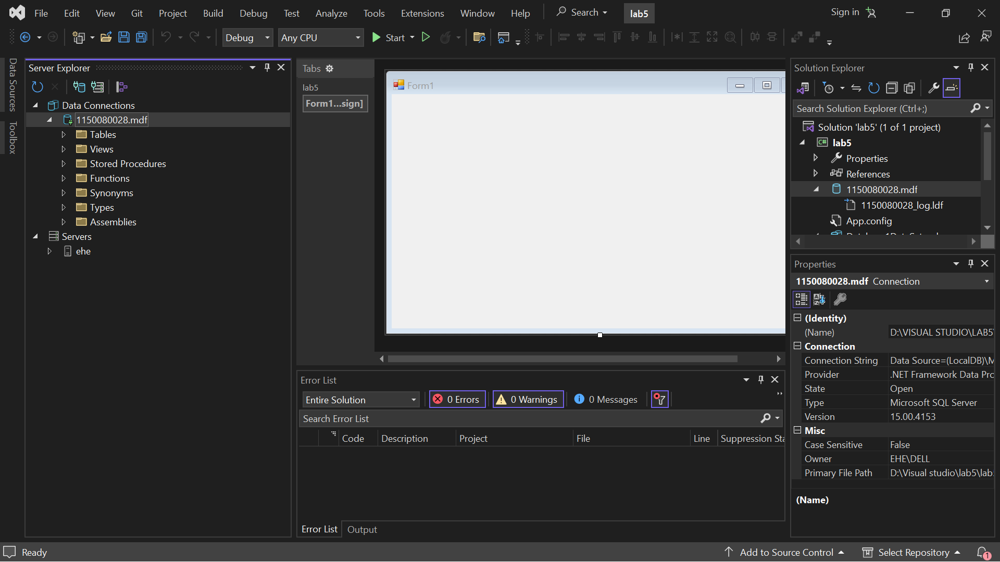 File Edit View Git Project Build Debug Test Analyze Tools Extensions Window Help Search lab5 Sign in
Debug Any CPU Start
Data Sources
Toolbox
Server Explorer
Data Connections
1150080028.mdf
Tables
Views
Stored Procedures
Functions
Synonyms
Types
Assemblies
Servers
ehe
Tabs
lab5
Form1...sign]
Form1
Error List
Entire Solution 0 Errors 0 Warnings 0 Messages
Search Error List
Code Description Project File Line Suppression Sta
Error List Output
Solution Explorer
Search Solution Explorer (Ctrl+;)
Solution 'lab5' (1 of 1 project)
C# lab5
Properties
References
1150080028.mdf
1150080028_log.ldf
App.config
Properties
1150080028.mdf Connection
(Identity)
(Name) D:\VISUAL STUDIO\LAB5\
Connection
Connection String Data Source=(LocalDB)\M
Provider .NET Framework Data Pro
State Open
Type Microsoft SQL Server
Version 15.00.4153
Misc
Case Sensitive False
Owner EHE\DELL
Primary File Path D:\Visual studio\lab5\lab
(Name)
Ready Add to Source Control Select Repository 1